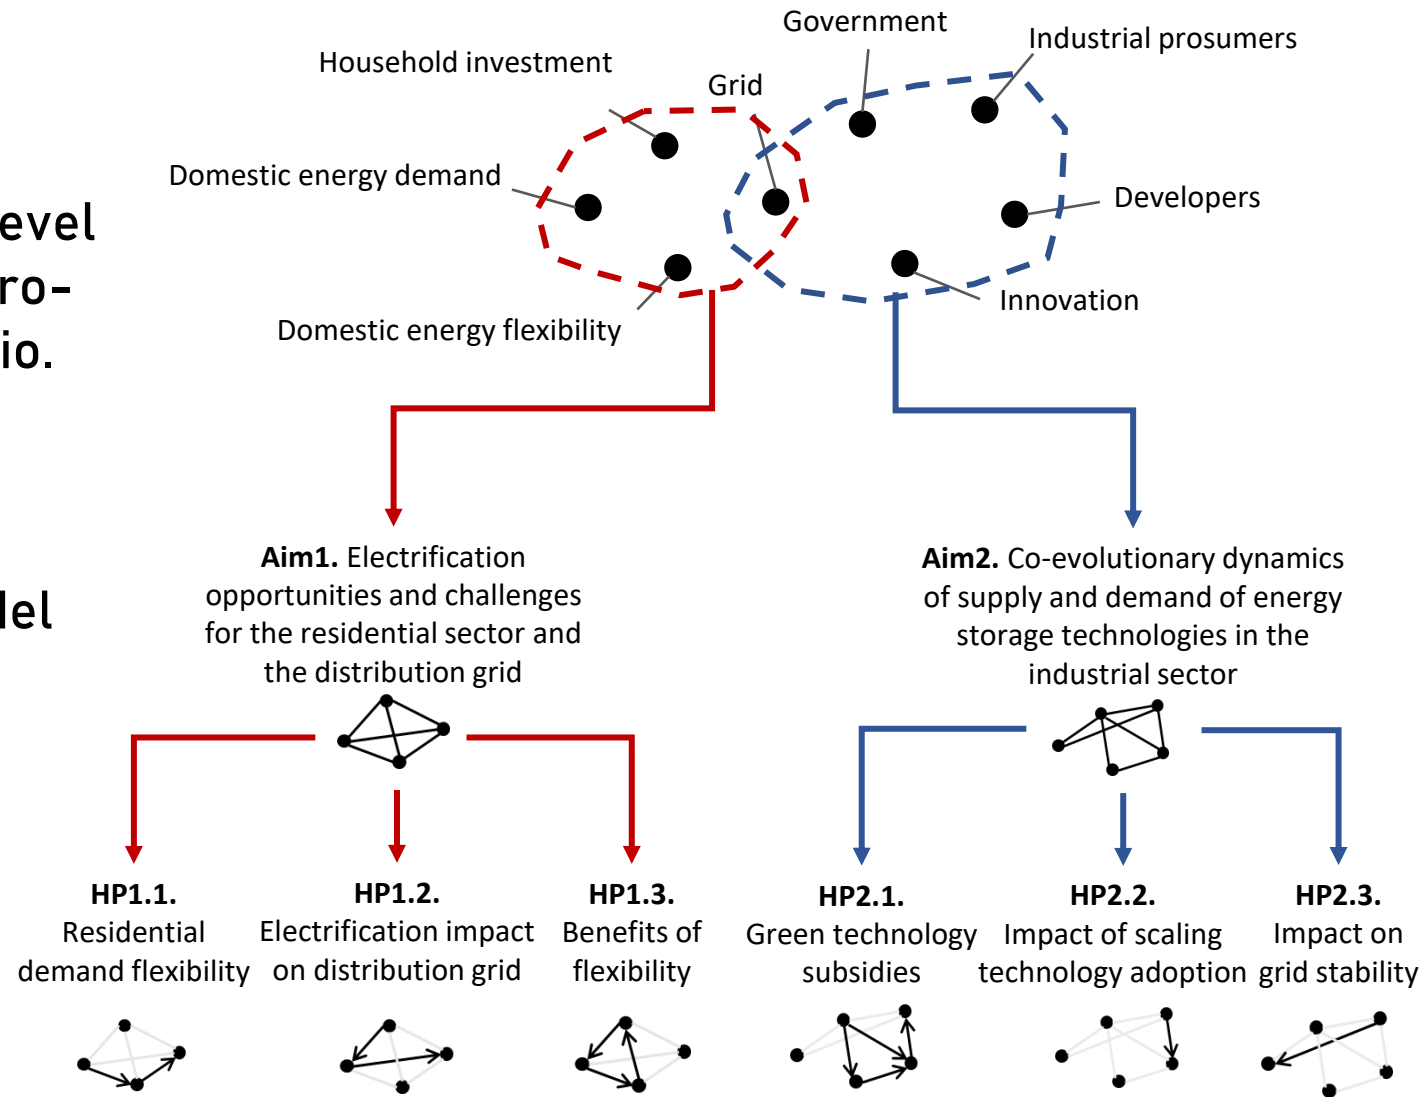 Government
Industrial prosumers
Household investment
Grid
Domestic energy demand
Developers
Innovation
Domestic energy flexibility
evel
ro-
io.
del
Aim1. Electrification
opportunities and challenges
for the residential sector and
the distribution grid
Aim2. Co-evolutionary dynamics
of supply and demand of energy
storage technologies in the
industrial sector
HP1.1.
Residential
demand flexibility
HP1.2.
Electrification impact
on distribution grid
HP1.3.
Benefits of
flexibility
HP2.1.
Green technology
subsidies
HP2.2.
Impact of scaling
technology adoption
HP2.3.
Impact on
grid stability